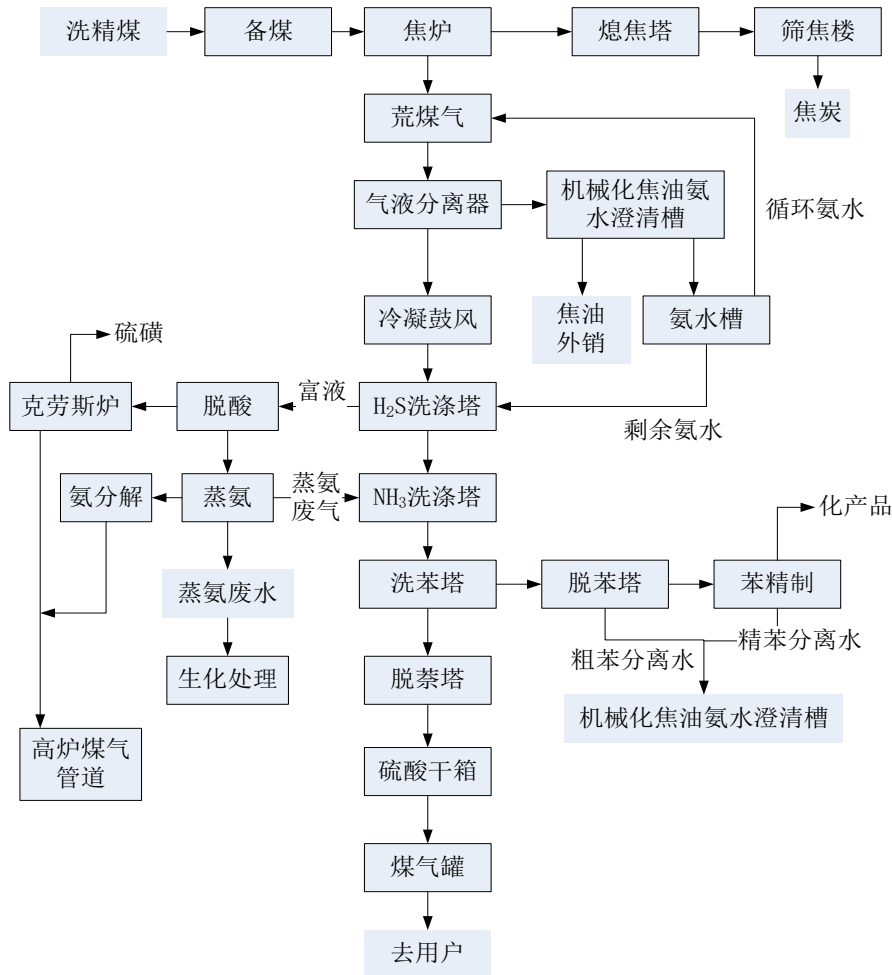 洗精煤
备煤
焦炉
熄焦塔
筛焦楼
焦炭
荒煤气
气液分离器
机械化焦油氨
水澄清槽
循环氨水
冷凝鼓风
焦油
外销
氨水槽
硫磺
克劳斯炉
脱酸
富液
H₂S洗涤塔
剩余氨水
氨分解
蒸氨
蒸氨
废气
NH₃洗涤塔
化产品
蒸氨废水
洗苯塔
脱苯塔
苯精制
粗苯分离水
精苯分离水
生化处理
脱萘塔
机械化焦油氨水澄清槽
高炉煤气
管道
硫酸干箱
煤气罐
去用户